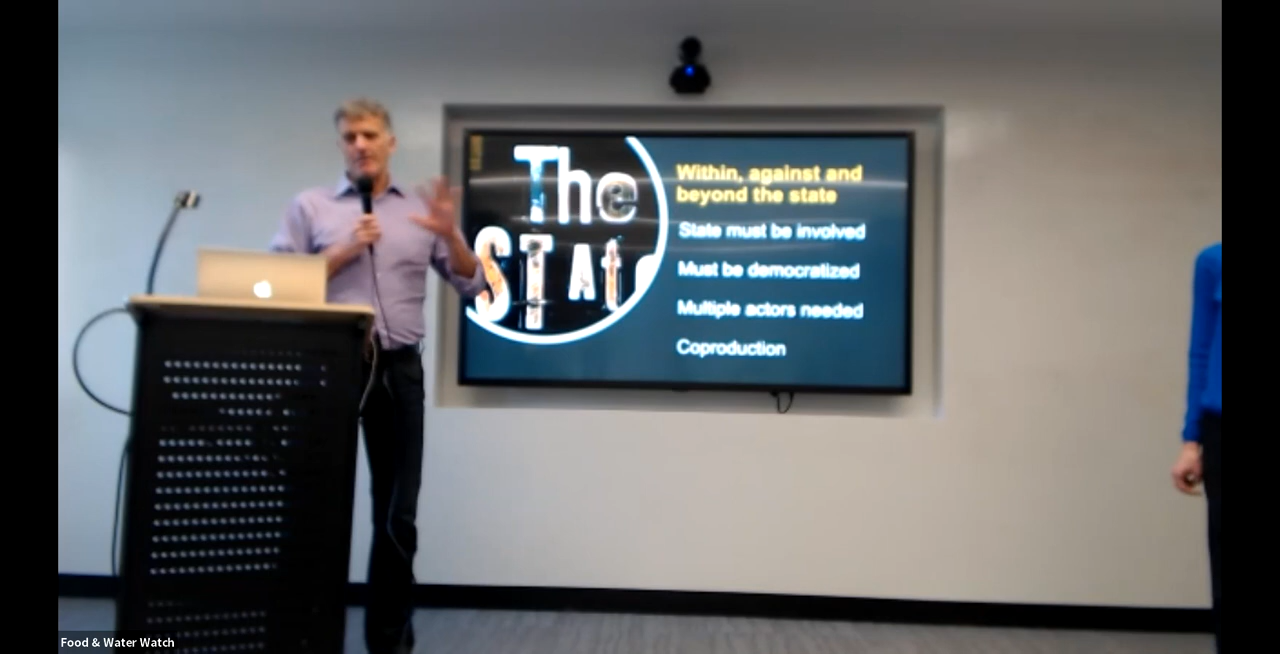 The
STATe
Within, against and
beyond the state
State must be involved
Must be democratized
Multiple actors needed
Coproduction
Food & Water Watch